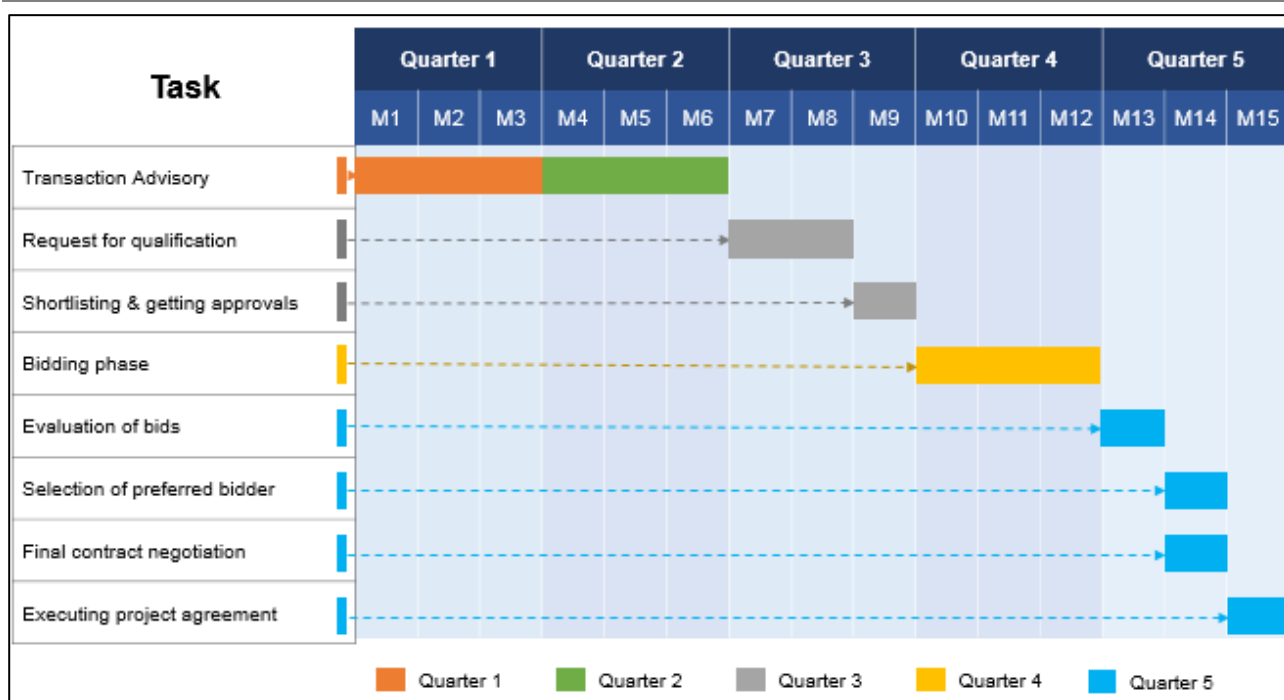 Task
Quarter 1 Quarter 2 Quarter 3 Quarter 4 Quarter 5
M1 M2 M3 M4 M5 M6 M7 M8 M9 M10 M11 M12 M13 M14 M15
Transaction Advisory
Request for qualification
Shortlisting & getting approvals
Bidding phase
Evaluation of bids
Selection of preferred bidder
Final contract negotiation
Executing project agreement
Quarter 1 Quarter 2 Quarter 3 Quarter 4 Quarter 5